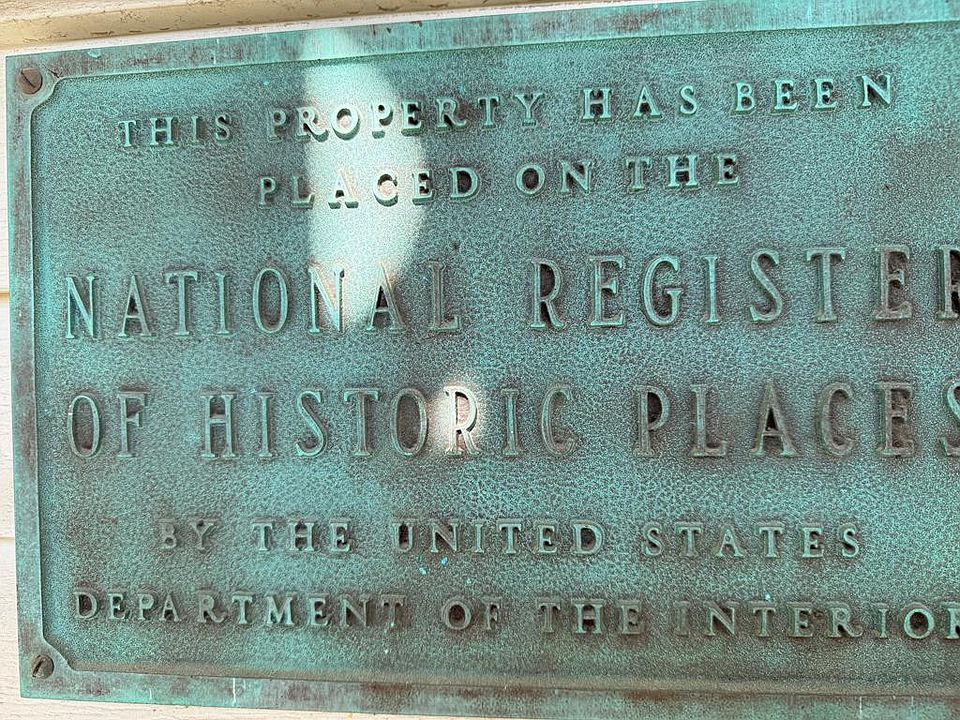 THIS PROPERTY HAS BEEN
PLACED ON THE
NATIONAL REGISTER
OF HISTORIC PLACES
BY THE UNITED STATES
DEPARTMENT OF THE INTERIOR